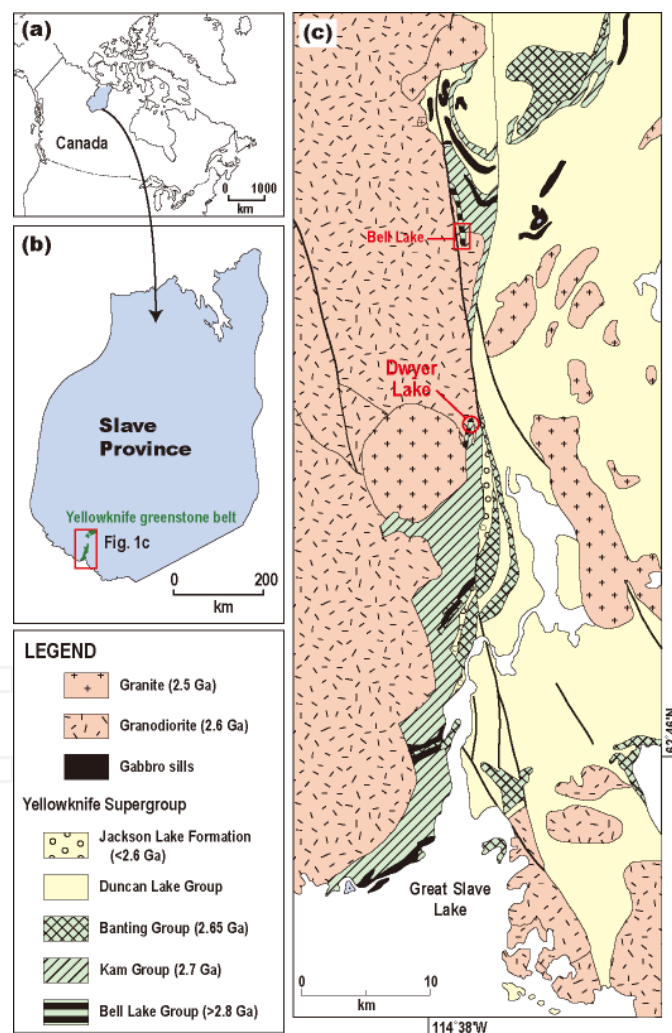 (a)
Canada
0 1000
km
(b)
Slave
Province
Yellowknife greenstone belt
Fig. 1c
0 200
km
LEGEND
Granite (2.5 Ga)
Granodiorite (2.6 Ga)
Gabbro sills
Yellowknife Supergroup
Jackson Lake Formation
(<2.6 Ga)
Duncan Lake Group
Banting Group (2.65 Ga)
Kam Group (2.7 Ga)
Bell Lake Group (>2.8 Ga)
(c)
Bell Lake
Dwyer
Lake
Great Slave
Lake
0 10
km
62°46'N
114°38'W